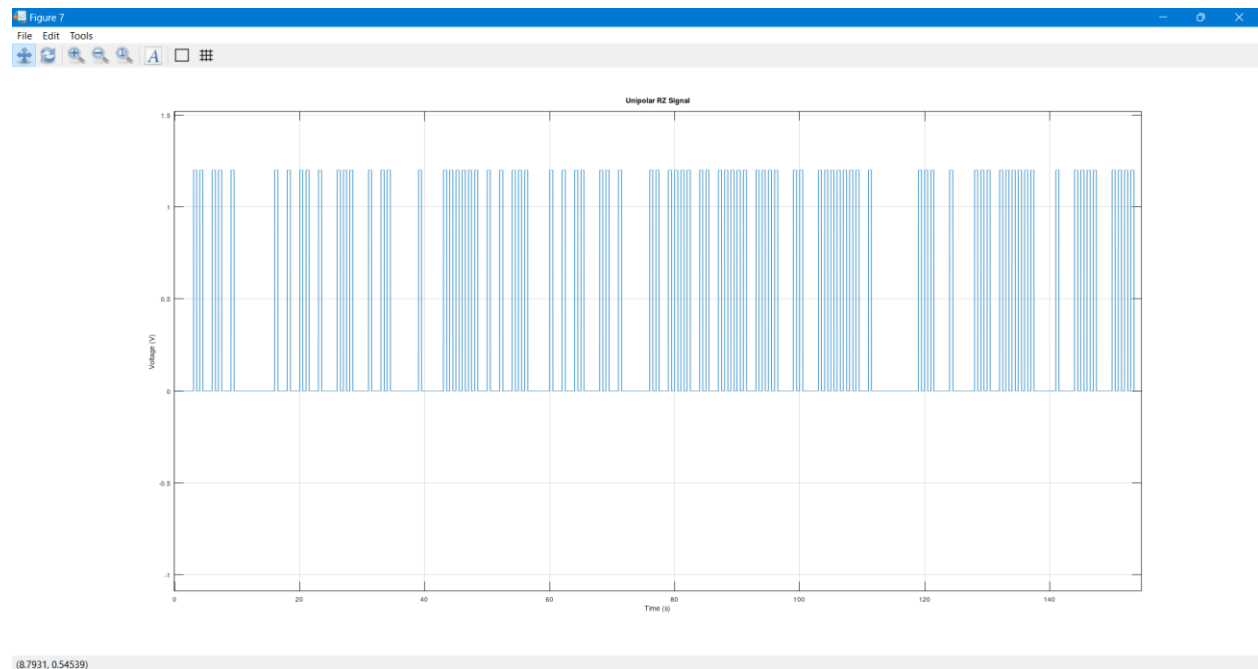 Figure 7
File Edit Tools
A
Unipolar RZ Signal
1.5
1
0.5
0
-0.5
-1
Voltage (V)
0 20 40 60 80 100 120 140
Time (s)
(8.7931, 0.54539)